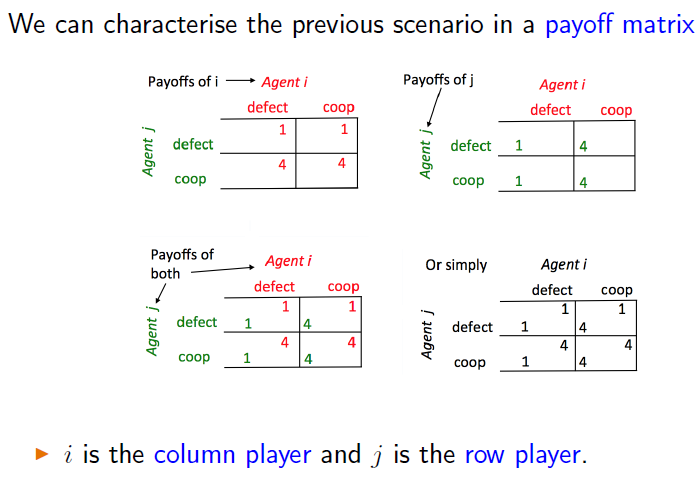 We can characterise the previous scenario in a payoff matrix
Payoffs of i Agent i
defect coop
Agent j
defect 1 1
coop 4 4
Payoffs of j Agent i
defect coop
Agent j
defect 1 4
coop 1 4
Payoffs of
both
Agent i
defect coop
Agent j
1 1
defect 1 4
4 4
coop 1 4
Or simply Agent i
defect coop
Agent j
1 1
defect 1 4
4 4
coop 1 4
i is the column player and j is the row player.